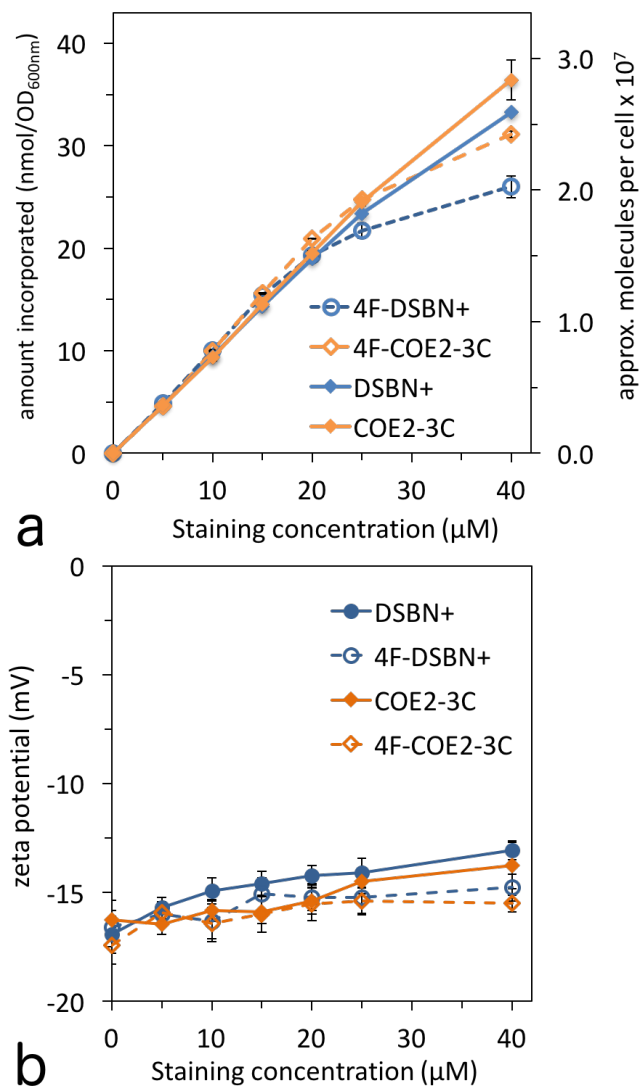 40
30
20
10
0
3.0
2.0
1.0
0.0
amount incorporated (nmol/OD600nm)
approx. molecules per cell x 10⁷
4F-DSBN+
4F-COE2-3C
DSBN+
COE2-3C
0
10
20
30
40
a
Staining concentration (µM)
0
-5
-10
-15
-20
zeta potential (mV)
DSBN+
4F-DSBN+
COE2-3C
4F-COE2-3C
0
10
20
30
40
b
Staining concentration (µM)